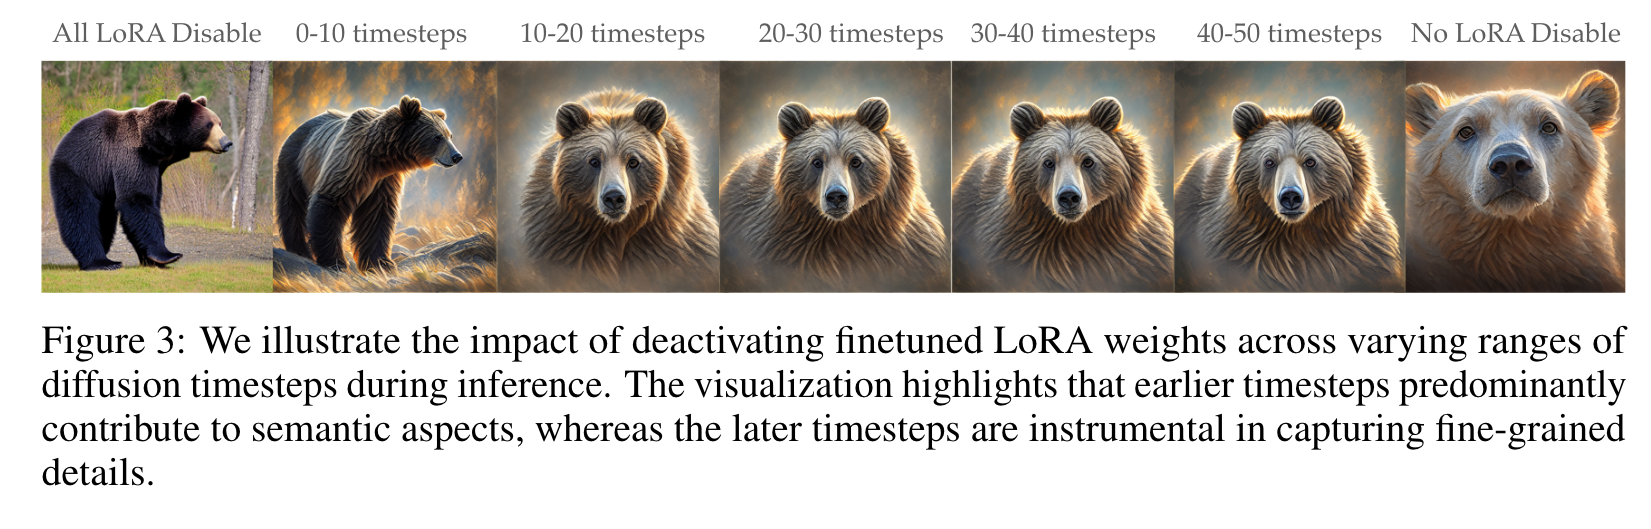 All LoRA Disable 0-10 timesteps 10-20 timesteps 20-30 timesteps 30-40 timesteps 40-50 timesteps No LoRA Disable
Figure 3: We illustrate the impact of deactivating finetuned LoRA weights across varying ranges of
diffusion timesteps during inference. The visualization highlights that earlier timesteps predominantly
contribute to semantic aspects, whereas the later timesteps are instrumental in capturing fine-grained
details.